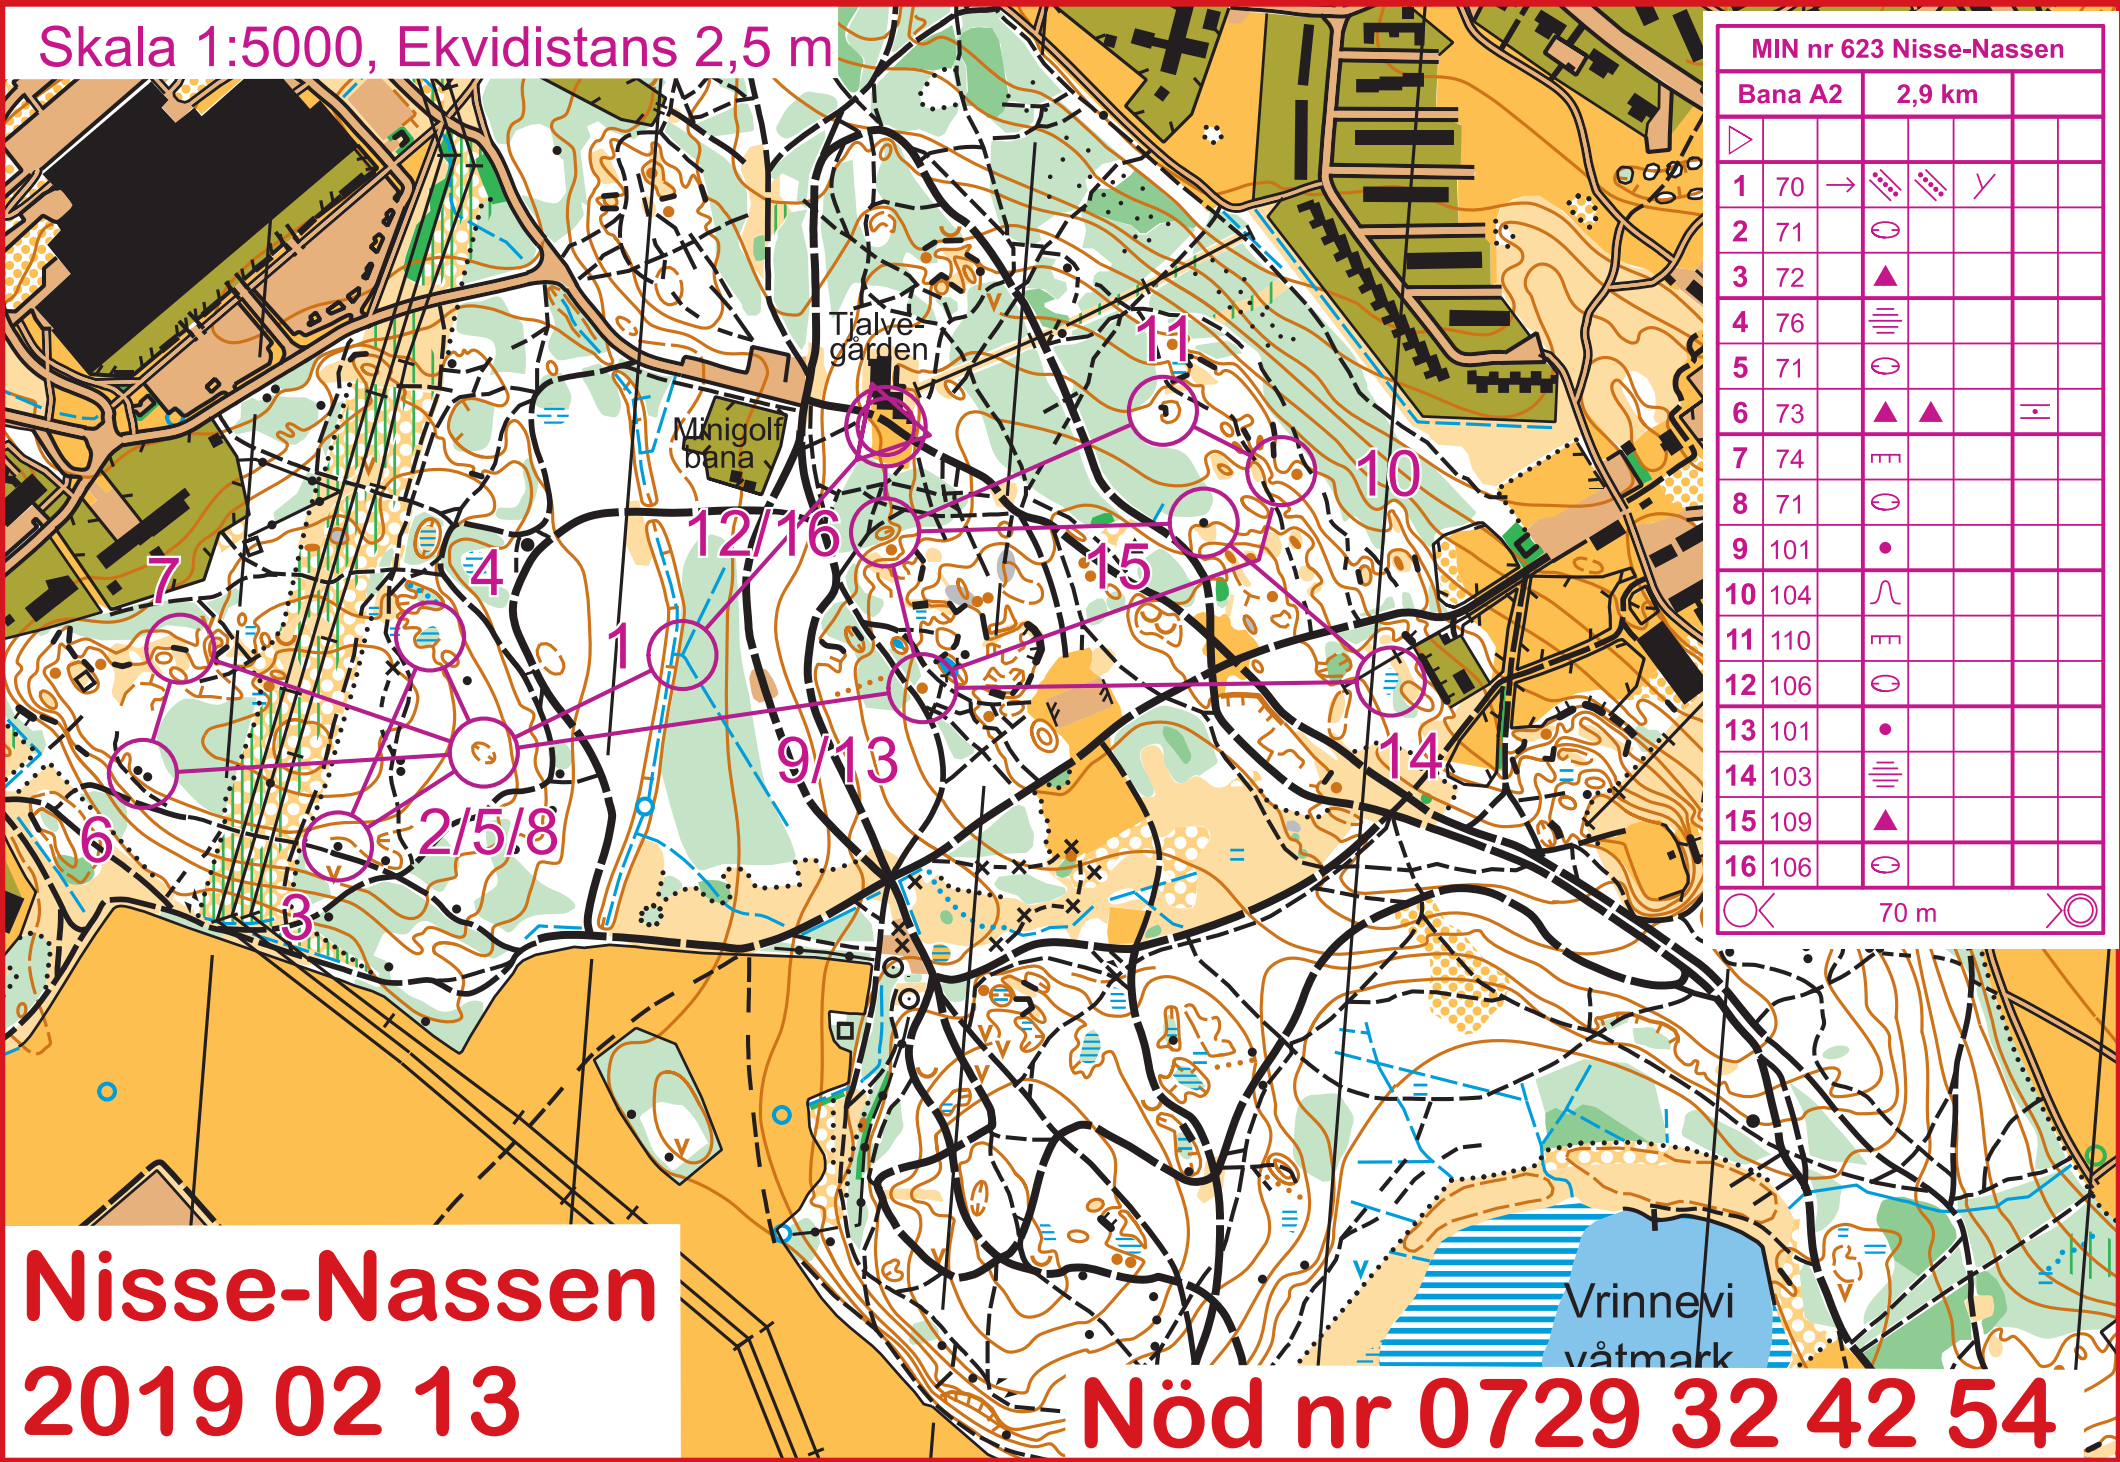 Skala 1:5000, Ekvidistans 2,5 m
MIN nr 623 Nisse-Nassen
Bana A2 2,9 km
1 70
2 71
3 72
4 76
5 71
6 73
7 74
8 71
9 101
10 104
11 110
12 106
13 101
14 103
15 109
16 106
70 m
Tjalve-
gården
11
Minigolf
bana
10
12/16
15
7
4
1
9/13
14
2/5/8
6
3
Vrinnevi
våtmark
Nisse-Nassen
2019 02 13
Nöd nr 0729 32 42 54